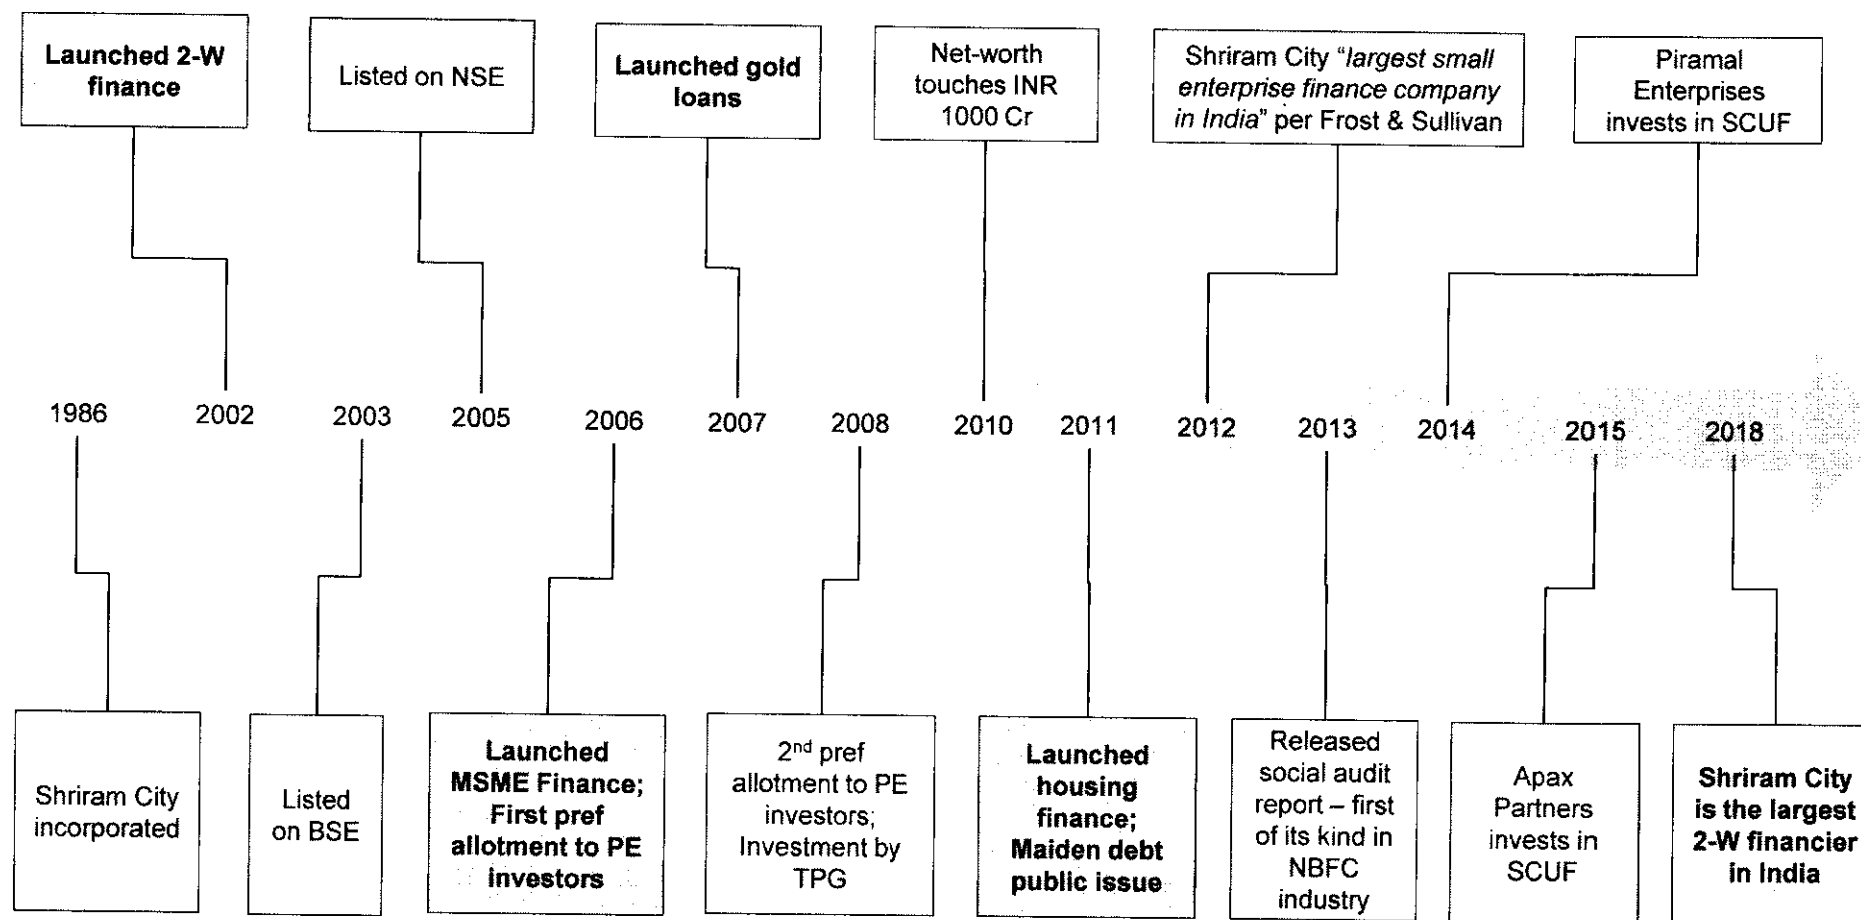 Launched 2-W
finance
Listed on NSE
Launched gold
loans
Net-worth
touches INR
1000 Cr
Shriram City “largest small
enterprise finance company
in India” per Frost & Sullivan
Piramal
Enterprises
invests in SCUF
1986
2002
2003
2005
2006
2007
2008
2010
2011
2012
2013
2014
2015
2018
Shriram City
incorporated
Listed
on BSE
Launched
MSME Finance;
First pref
allotment to PE
investors
2nd pref
allotment to PE
investors;
Investment by
TPG
Launched
housing
finance;
Maiden debt
public issue
Released
social audit
report – first
of its kind in
NBFC
industry
Apax
Partners
invests in
SCUF
Shriram City
is the largest
2-W financier
in India